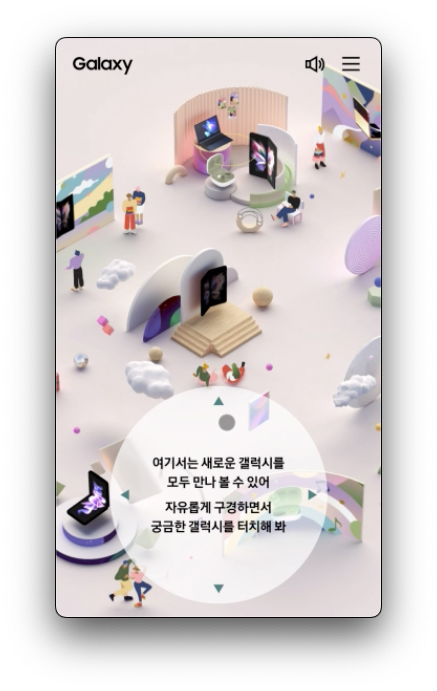 Galaxy
여기서는 새로운 갤럭시를
모두 만나 볼 수 있어
자유롭게 구경하면서
궁금한 갤럭시를 터치해 봐